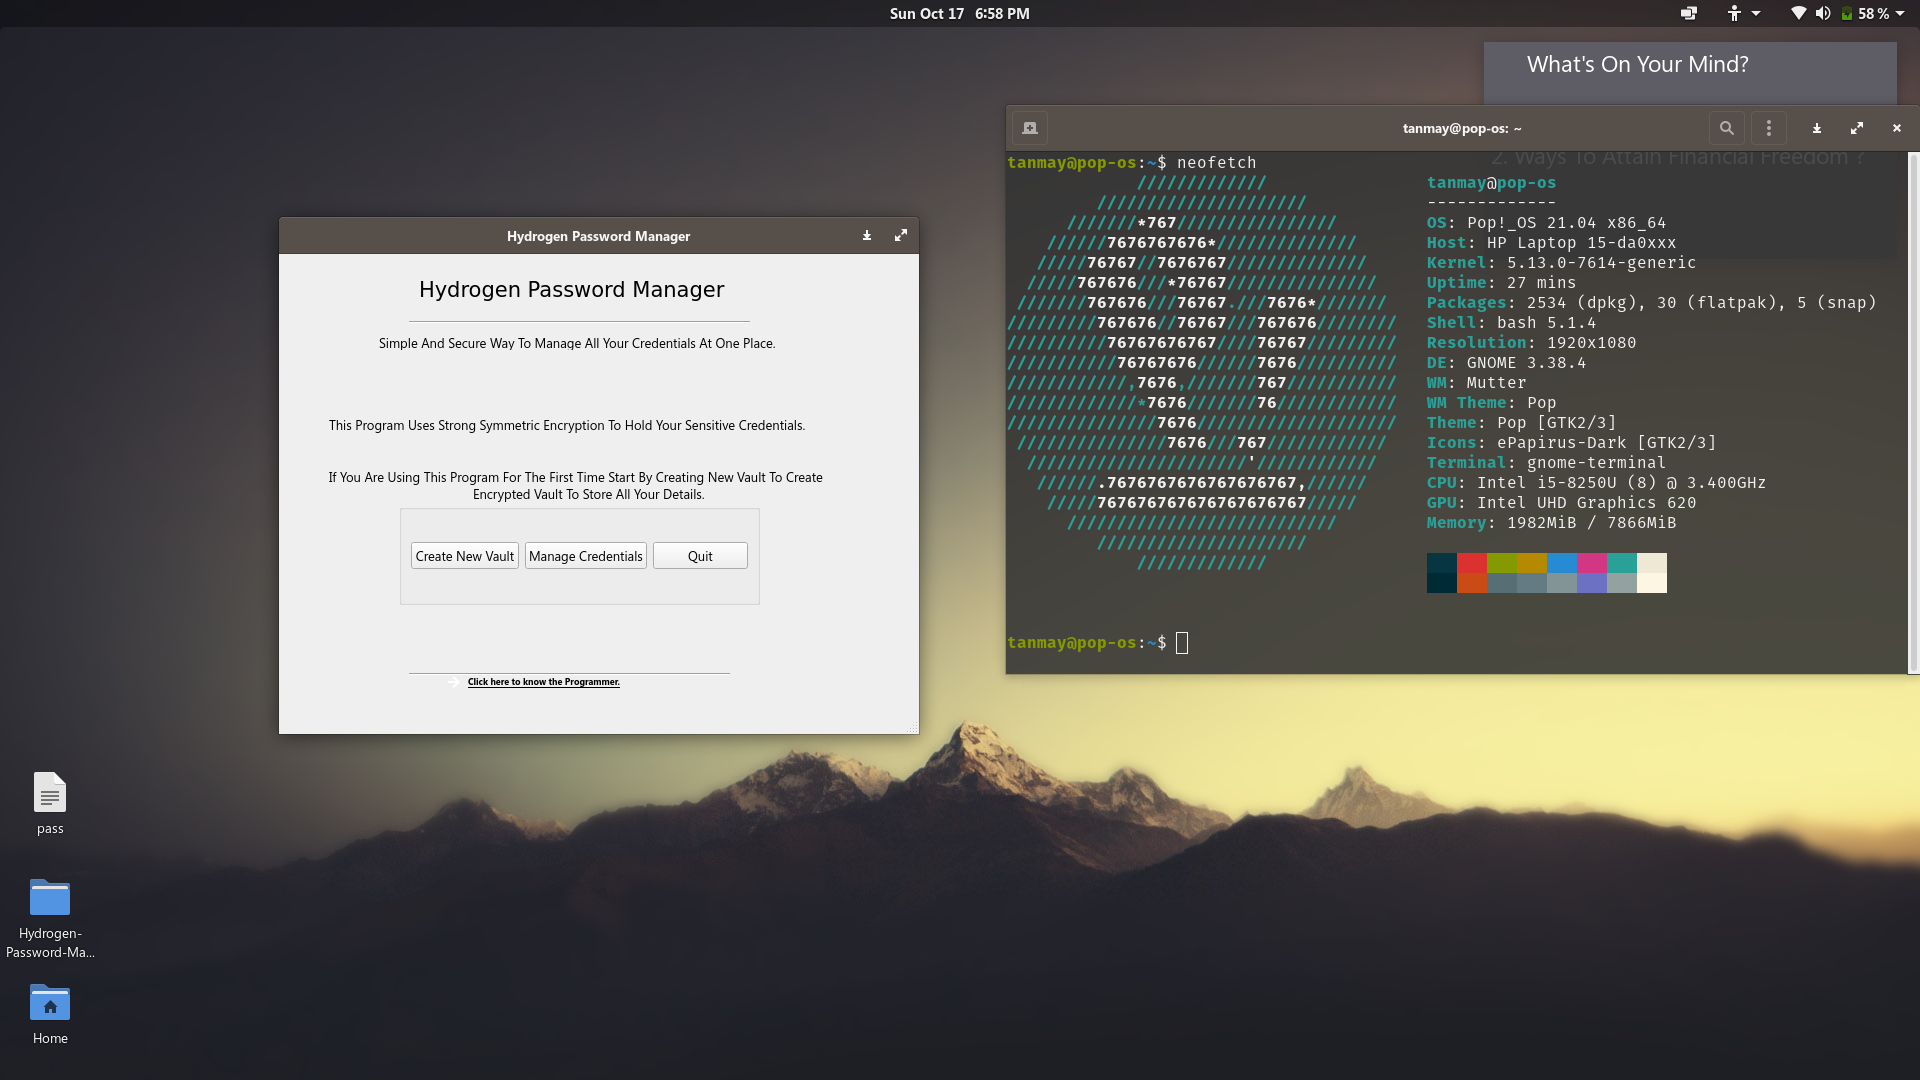 Sun Oct 17 6:58 PM
58 %
What's On Your Mind?
2. Ways To Attain Financial Freedom ?
Hydrogen Password Manager
Hydrogen Password Manager
Simple And Secure Way To Manage All Your Credentials At One Place.
This Program Uses Strong Symmetric Encryption To Hold Your Sensitive Credentials.
If You Are Using This Program For The First Time Start By Creating New Vault To Create
Encrypted Vault To Store All Your Details.
Create New Vault Manage Credentials Quit
Click here to know the Programmer.
tanmay@pop-os: ~
tanmay@pop-os:~$ neofetch
///////////// 
/////////////////////
///////*767////////////////
//////7676767676*//////////////
/////76767//7676767//////////////
/////767676///*76767///////////////
///////767676///76767.///7676*///////
/////////767676//76767///767676////////
//////////76767676767////76767/////////
///////////76767676//////7676//////////
////////////,7676,///////767///////////
/////////////*7676///////76////////////
///////////////7676////////////////////
///////////////7676///767////////////
//////////////////////'////////////
//////.7676767676767676767,//////
/////767676767676767676767/////
///////////////////////////
/////////////////////
/////////////
tanmay@pop-os
-------------
OS: Pop!_OS 21.04 x86_64
Host: HP Laptop 15-da0xxx
Kernel: 5.13.0-7614-generic
Uptime: 27 mins
Packages: 2534 (dpkg), 30 (flatpak), 5 (snap)
Shell: bash 5.1.4
Resolution: 1920x1080
DE: GNOME 3.38.4
WM: Mutter
WM Theme: Pop
Theme: Pop [GTK2/3]
Icons: ePapirus-Dark [GTK2/3]
Terminal: gnome-terminal
CPU: Intel i5-8250U (8) @ 3.400GHz
GPU: Intel UHD Graphics 620
Memory: 1982MiB / 7866MiB
tanmay@pop-os:~$
pass
Hydrogen-
Password-Ma...
Home